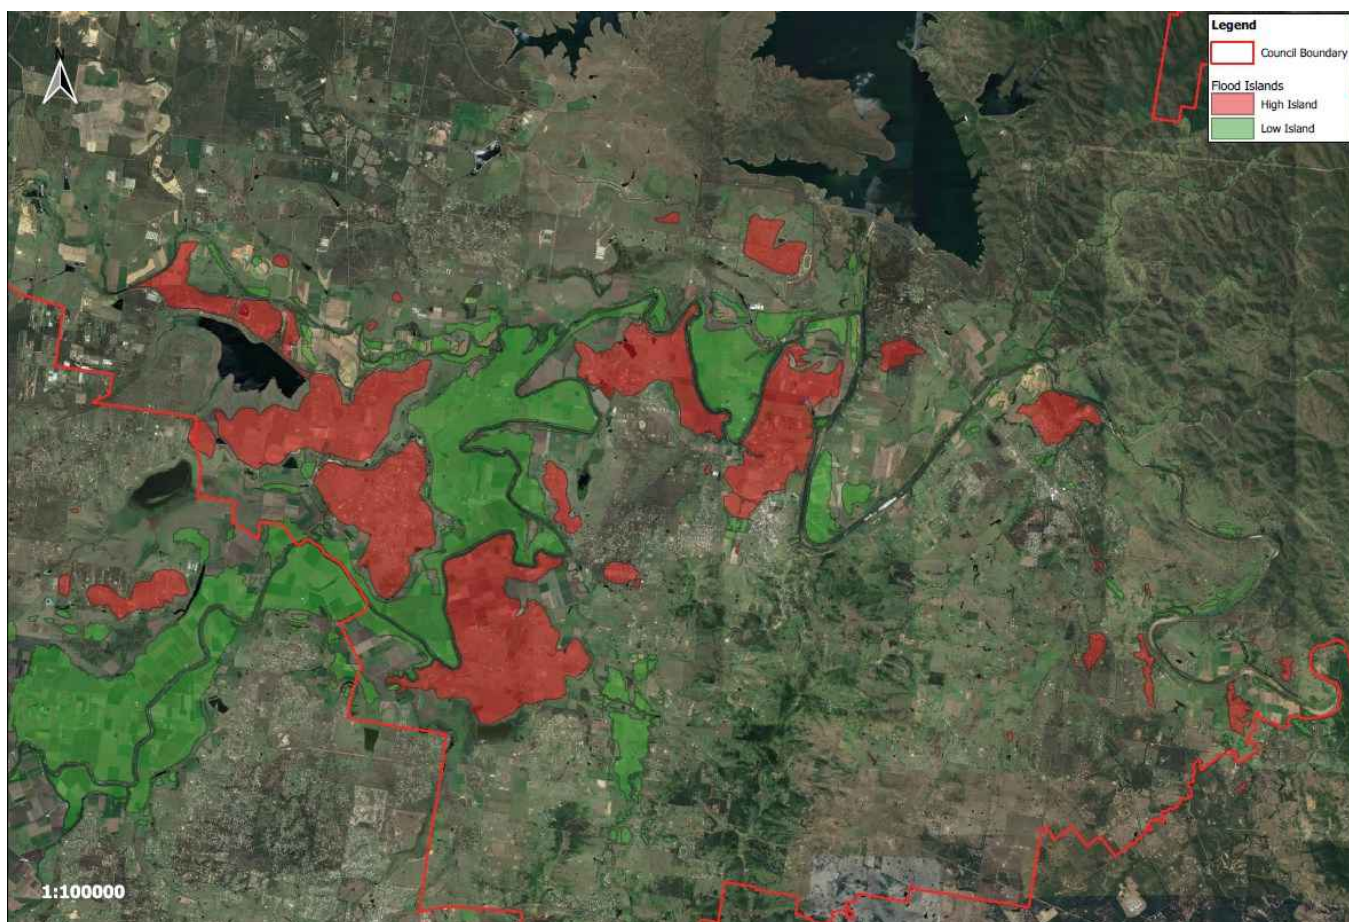 Legend
Council Boundary
Flood Islands
High Island
Low Island
N
1:100000